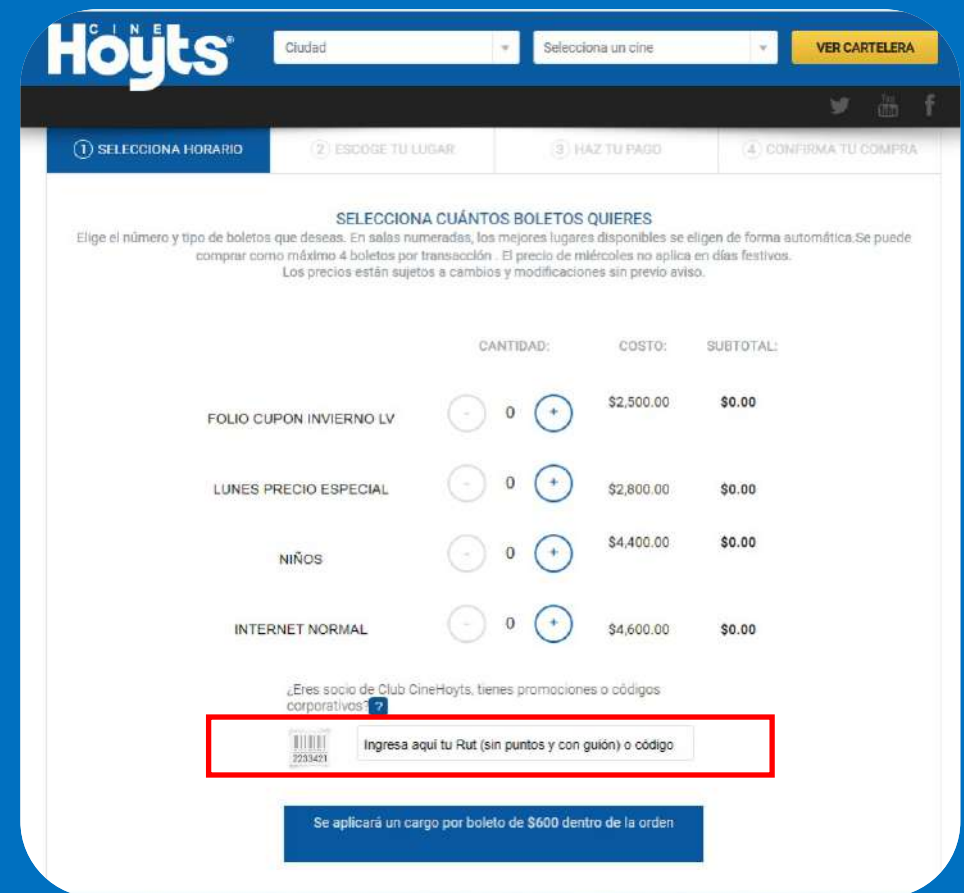 CINE
Hoyts®
Ciudad
Selecciona un cine
VER CARTELERA
You
Tube
f
1 SELECCIONA HORARIO
2 ESCOGE TU LUGAR
3 HAZ TU PAGO
4 CONFIRMA TU COMPRA
SELECCIONA CUÁNTOS BOLETOS QUIERES
Elige el número y tipo de boletos que deseas. En salas numeradas, los mejores lugares disponibles se eligen de forma automática.Se puede
comprar como máximo 4 boletos por transacción . El precio de miércoles no aplica en días festivos.
Los precios están sujetos a cambios y modificaciones sin previo aviso.
CANTIDAD: COSTO: SUBTOTAL:
FOLIO CUPON INVIERNO LV - 0 + $2,500.00 $0.00
LUNES PRECIO ESPECIAL - 0 + $2,800.00 $0.00
NIÑOS - 0 + $4,400.00 $0.00
INTERNET NORMAL - 0 + $4,600.00 $0.00
¿Eres socio de Club CineHoyts, tienes promociones o códigos
corporativos? ?
2233421
Ingresa aquí tu Rut (sin puntos y con guión) o código
Se aplicará un cargo por boleto de $600 dentro de la orden